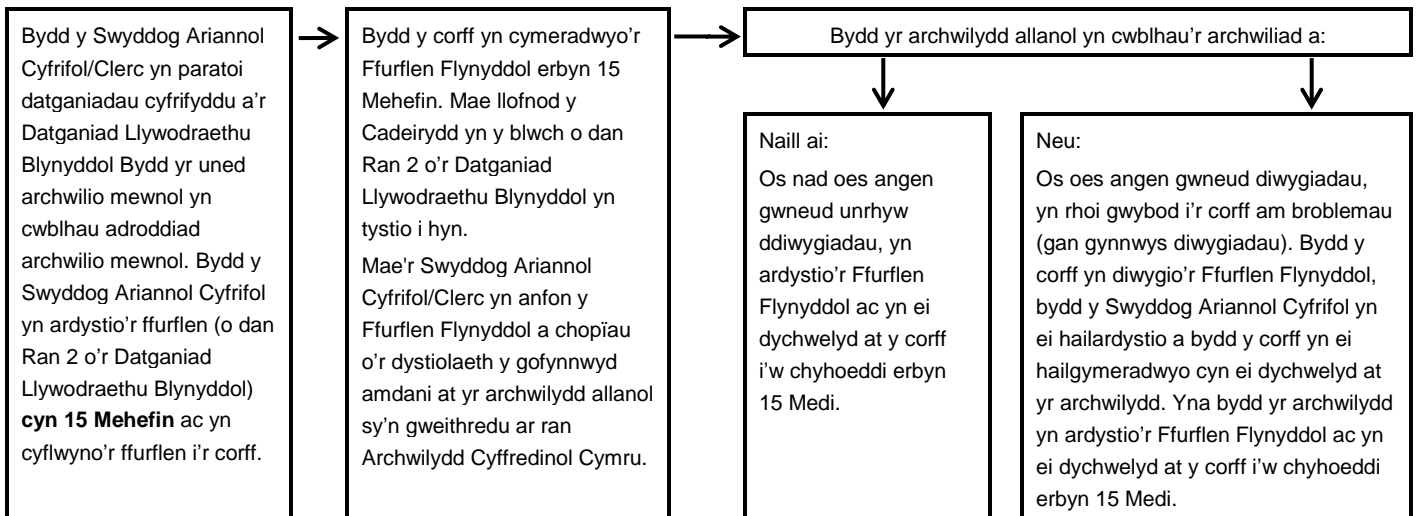 Bydd y Swyddog Ariannol
Cyfrifol/Clerc yn paratoi
datganiadau cyfrifyddu a'r
Datganiad Llywodraethu
Blynyddol Bydd yr uned
archwilio mewnol yn
cwblhau adroddiad
archwilio mewnol. Bydd y
Swyddog Ariannol Cyfrifol
yn ardystio'r ffurflen (o dan
Ran 2 o'r Datganiad
Llywodraethu Blynyddol)
cyn 15 Mehefin ac yn
cyflwyno'r ffurflen i'r corff.
Bydd y corff yn cymeradwyo'r
Ffurflen Flynyddol erbyn 15
Mehefin. Mae llofnod y
Cadeirydd yn y blwch o dan
Ran 2 o'r Datganiad
Llywodraethu Blynyddol yn
tystio i hyn.
Mae'r Swyddog Ariannol
Cyfrifol/Clerc yn anfon y
Ffurflen Flynyddol a chopïau
o'r dystiolaeth y gofynnwyd
amdani at yr archwilydd allanol
sy'n gweithredu ar ran
Archwilydd Cyffredinol Cymru.
Bydd yr archwilydd allanol yn cwblhau'r archwiliad a:
Naill ai:
Os nad oes angen
gwneud unrhyw
ddiwygiadau, yn
ardystio'r Ffurflen
Flynyddol ac yn ei
dychwelyd at y corff
i'w chyhoeddi erbyn
15 Medi.
Neu:
Os oes angen gwneud diwygiadau,
yn rhoi gwybod i'r corff am broblemau
(gan gynnwys diwygiadau). Bydd y
corff yn diwygio'r Ffurflen Flynyddol,
bydd y Swyddog Ariannol Cyfrifol yn
ei hailardystio a bydd y corff yn ei
hailgymeradwyo cyn ei dychwelyd at
yr archwilydd. Yna bydd yr archwilydd
yn ardystio'r Ffurflen Flynyddol ac yn
ei dychwelyd at y corff i'w chyhoeddi
erbyn 15 Medi.